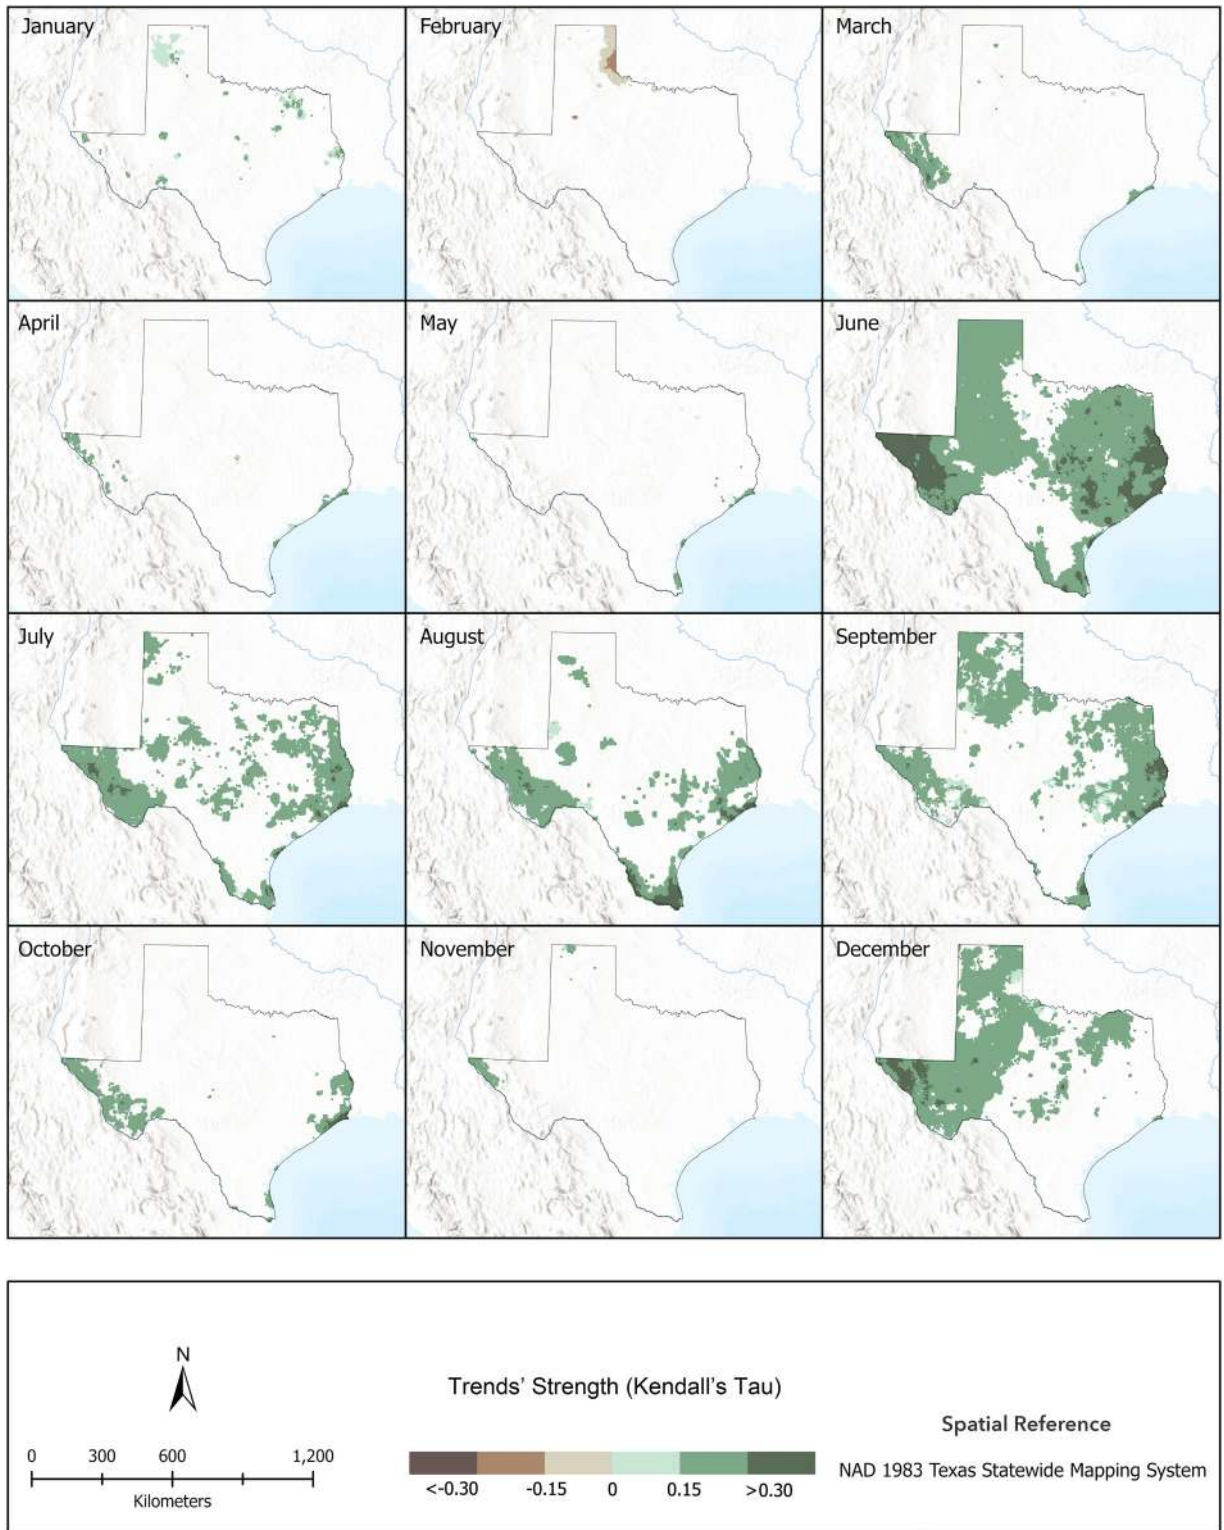 January
February
March
April
May
June
July
August
September
October
November
December
N
0 300 600 1,200
Kilometers
Trends' Strength (Kendall's Tau)
<-0.30 -0.15 0 0.15 >0.30
Spatial Reference
NAD 1983 Texas Statewide Mapping System